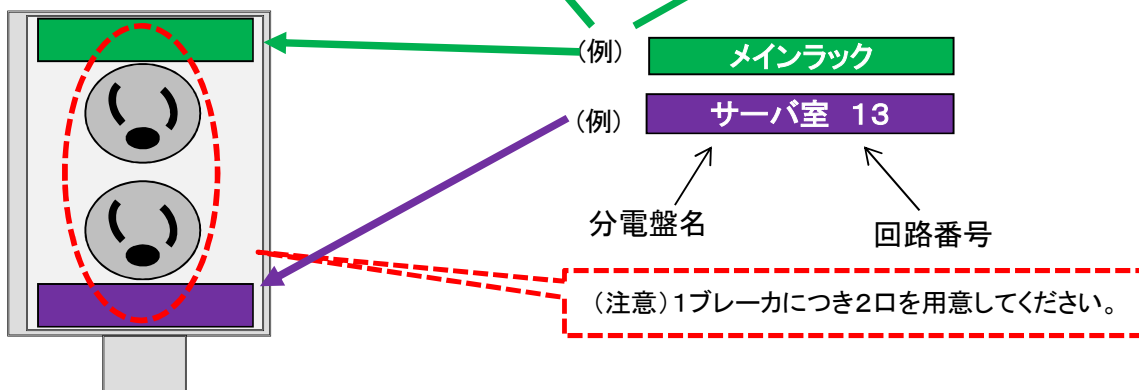 （例） メインラック
（例） サーバ室 １３
分電盤名 回路番号
（注意）１ブレーカにつき２口を用意してください。